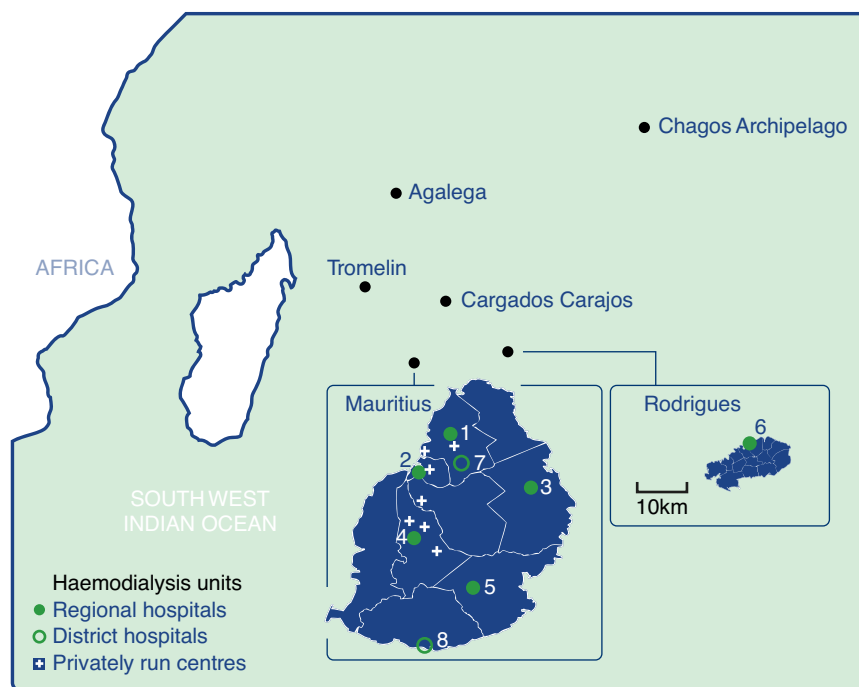 Chagos Archipelago
Agalega
AFRICA
Tromelin
Cargados Carajos
Mauritius
Rodrigues
1
6
2
7
3
10km
SOUTH WEST
INDIAN OCEAN
4
Haemodialysis units
5
Regional hospitals
District hospitals
8
Privately run centres